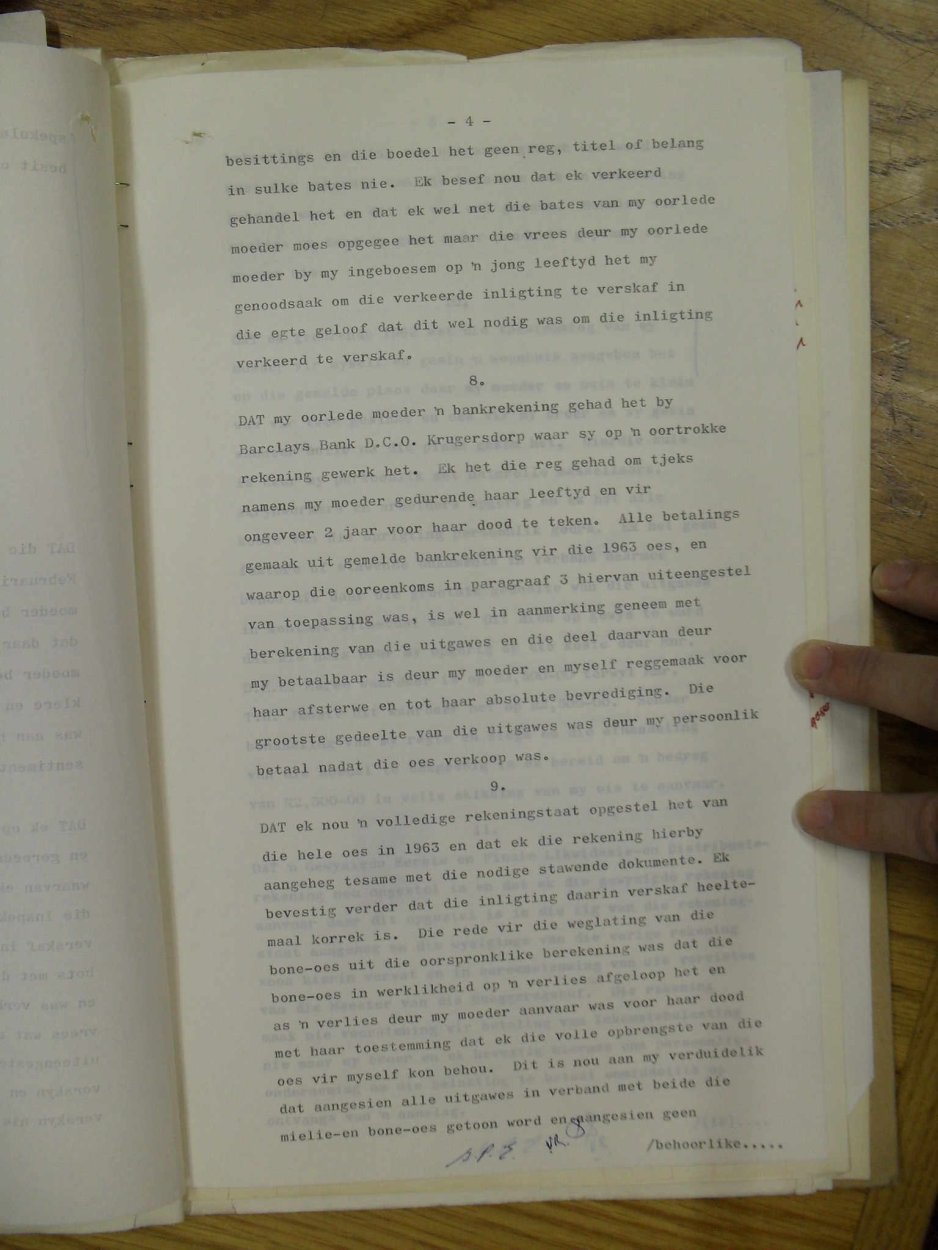 - 4 -
besittings en die boedel het geen reg, titel of belang
in sulke bates nie. Ek besef nou dat ek verkeerd
gehandel het en dat ek wel net die bates van my oorlede
moeder moes opgegee het maar die vrees deur my oorlede
moeder by my ingeboesem op 'n jong leeftyd het my
genoodsaak om die verkeerde inligting te verskaf in
die egte geloof dat dit wel nodig was om die inligting
verkeerd te verskaf.
8.
DAT my oorlede moeder 'n bankrekening gehad het by
Barclays Bank D.C.O. Krugersdorp waar sy op 'n oortrokke
rekening gewerk het. Ek het die reg gehad om tjeks
namens my moeder gedurende haar leeftyd en vir
ongeveer 2 jaar voor haar dood te teken. Alle betalings
gemaak uit gemelde bankrekening vir die 1963 oes, en
waarop die ooreenkoms in paragraaf 3 hiervan uiteengestel
van toepassing was, is wel in aanmerking geneem met
berekening van die uitgawes en die deel daarvan deur
my betaalbaar is deur my moeder en myself reggemaak voor
haar afsterwe en tot haar absolute bevrediging. Die
grootste gedeelte van die uitgawes was deur my persoonlik
betaal nadat die oes verkoop was.
9.
DAT ek nou 'n volledige rekeningstaat opgestel het van
die hele oes in 1963 en dat ek die rekening hierby
aangeheg tesame met die nodige stawende dokumente. Ek
bevestig verder dat die inligting daarin verskaf heelte-
maal korrek is. Die rede vir die weglating van die
bone-oes uit die oorspronklike berekening was dat die
bone-oes in werklikheid op 'n verlies afgeloop het en
as 'n verlies deur my moeder aanvaar was voor haar dood
met haar toestemming dat ek die volle opbrengste van die
oes vir myself kon behou. Dit is nou aan my verduidelik
dat aangesien alle uitgawes in verband met beide die
mielie-en bone-oes getoon word en aangesien geen
/behoorlike.....